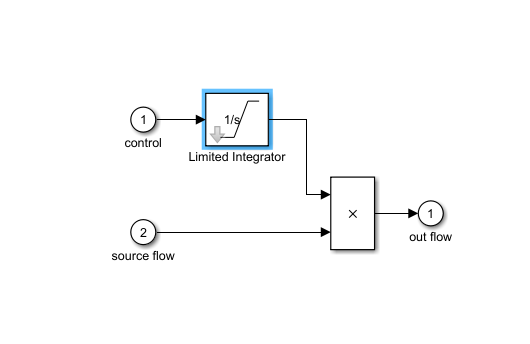 1
control
1/s
Limited Integrator
2
source flow
×
1
out flow